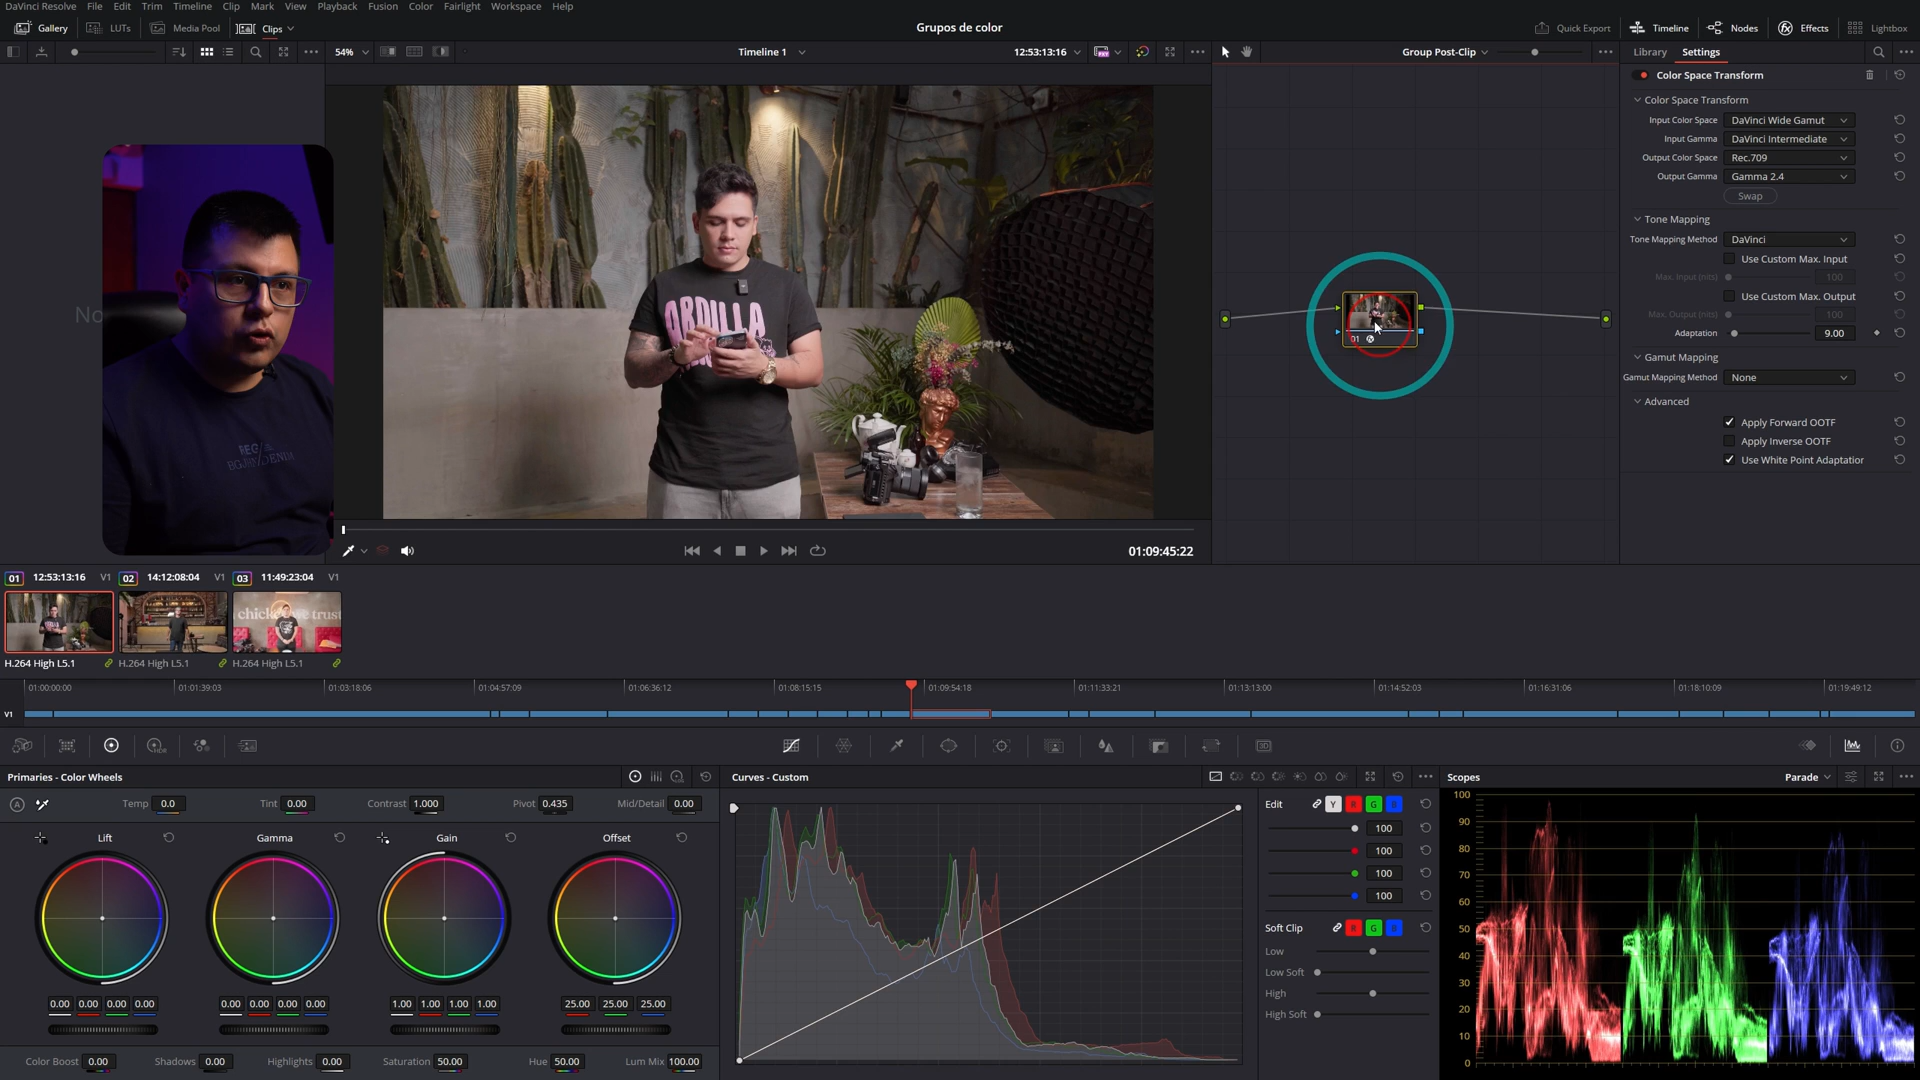 DaVinci Resolve File Edit Trim Timeline Clip Mark View Playback Fusion Color Fairlight Workspace Help
Gallery LUTs Media Pool Clips
Grupos de color
Quick Export Timeline Nodes Effects Lightbox
54%
Timeline 1
12:53:13:16
Group Post-Clip
Library Settings
Color Space Transform
Color Space Transform
Input Color Space DaVinci Wide Gamut
Input Gamma DaVinci Intermediate
Output Color Space Rec.709
Output Gamma Gamma 2.4
Swap
Tone Mapping
Tone Mapping Method DaVinci
Use Custom Max. Input
Max. Input (nits) 100
Use Custom Max. Output
Max. Output (nits) 100
Adaptation 9.00
Gamut Mapping
Gamut Mapping Method None
Advanced
Apply Forward OOTF
Apply Inverse OOTF
Use White Point Adaptation
No
ORDILLA
01
01:09:45:22
01 12:53:13:16 V1 02 14:12:08:04 V1 03 11:49:23:04 V1
H.264 High L5.1 H.264 High L5.1 H.264 High L5.1
01:00:00:00 01:01:39:03 01:03:18:06 01:04:57:09 01:06:36:12 01:08:15:15 01:09:54:18 01:11:33:21 01:13:13:00 01:14:52:03 01:16:31:06 01:18:10:09 01:19:49:12
V1
Primaries - Color Wheels
Temp 0.0 Tint 0.00 Contrast 1.000 Pivot 0.435 Mid/Detail 0.00
Lift Gamma Gain Offset
0.00 0.00 0.00 0.00 0.00 0.00 0.00 0.00 1.00 1.00 1.00 1.00 25.00 25.00 25.00
Color Boost 0.00 Shadows 0.00 Highlights 0.00 Saturation 50.00 Hue 50.00 Lum Mix 100.00
Curves - Custom
Edit Y R G B
100
100
100
100
Soft Clip R G B
Low
Low Soft
High
High Soft
Scopes Parade
100
90
80
70
60
50
40
30
20
10
0